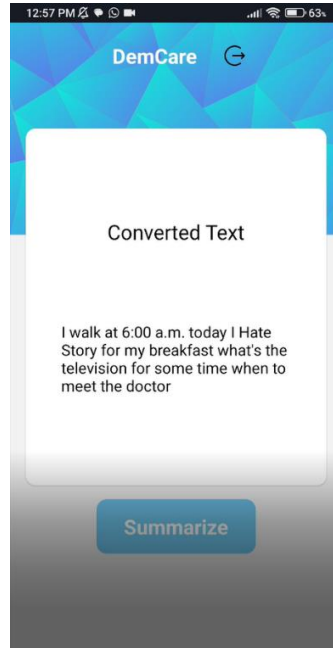 12:57 PM 63%
DemCare
Converted Text
I walk at 6:00 a.m. today I Hate
Story for my breakfast what's the
television for some time when to
meet the doctor
Summarize